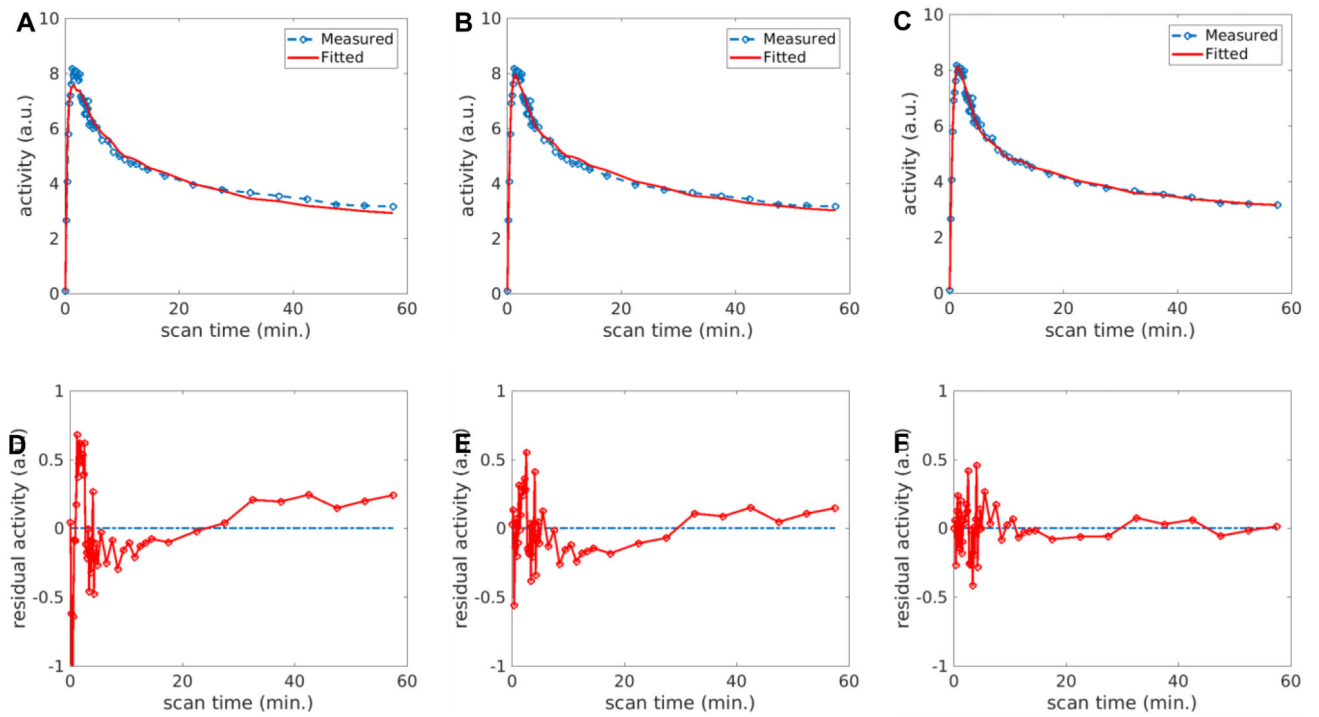 A
10
8
6
4
2
0
0
20
40
60
activity (a.u.)
scan time (min.)
Measured
Fitted
B
10
8
6
4
2
0
0
20
40
60
activity (a.u.)
scan time (min.)
Measured
Fitted
C
10
8
6
4
2
0
0
20
40
60
activity (a.u.)
scan time (min.)
Measured
Fitted
D
1
0.5
0
-0.5
-1
0
20
40
60
residual activity (a.u.)
scan time (min.)
E
1
0.5
0
-0.5
-1
0
20
40
60
residual activity (a.u.)
scan time (min.)
F
1
0.5
0
-0.5
-1
0
20
40
60
residual activity (a.u.)
scan time (min.)